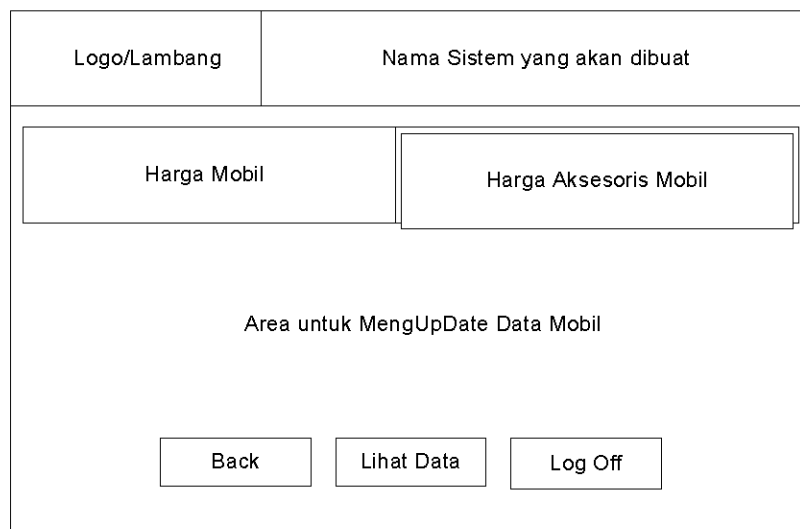 Logo/Lambang
Nama Sistem yang akan dibuat
Harga Mobil
Harga Aksesoris Mobil
Area untuk MengUpDate Data Mobil
Back
Lihat Data
Log Off